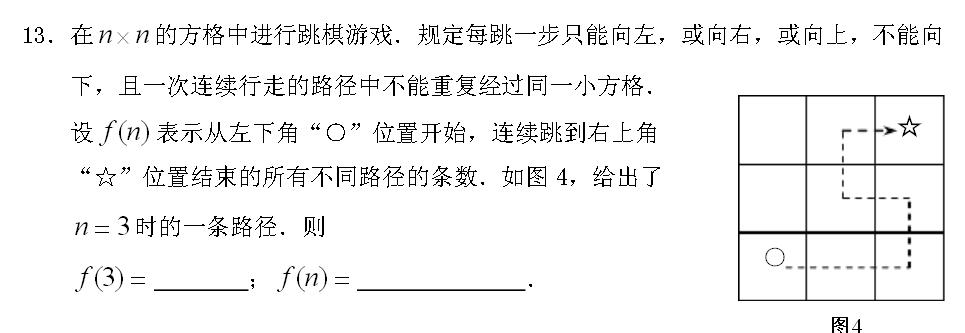 13. 在 n×n 的方格中进行跳棋游戏. 规定每跳一步只能向左, 或向右, 或向上, 不能向
下, 且一次连续行走的路径中不能重复经过同一小方格.
设 f(n) 表示从左下角“○”位置开始, 连续跳到右上角
“☆”位置结束的所有不同路径的条数. 如图 4, 给出了
n = 3 时的一条路径. 则
f(3) = ________; f(n) = ______________.
图4